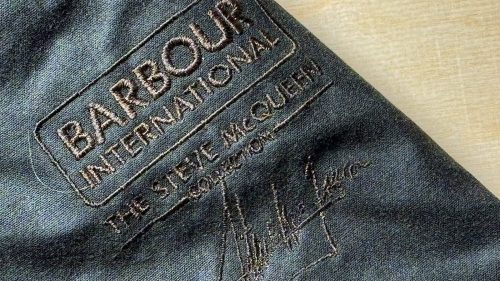 BARBOUR
INTERNATIONAL
THE STEVE McQUEEN
COLLECTION